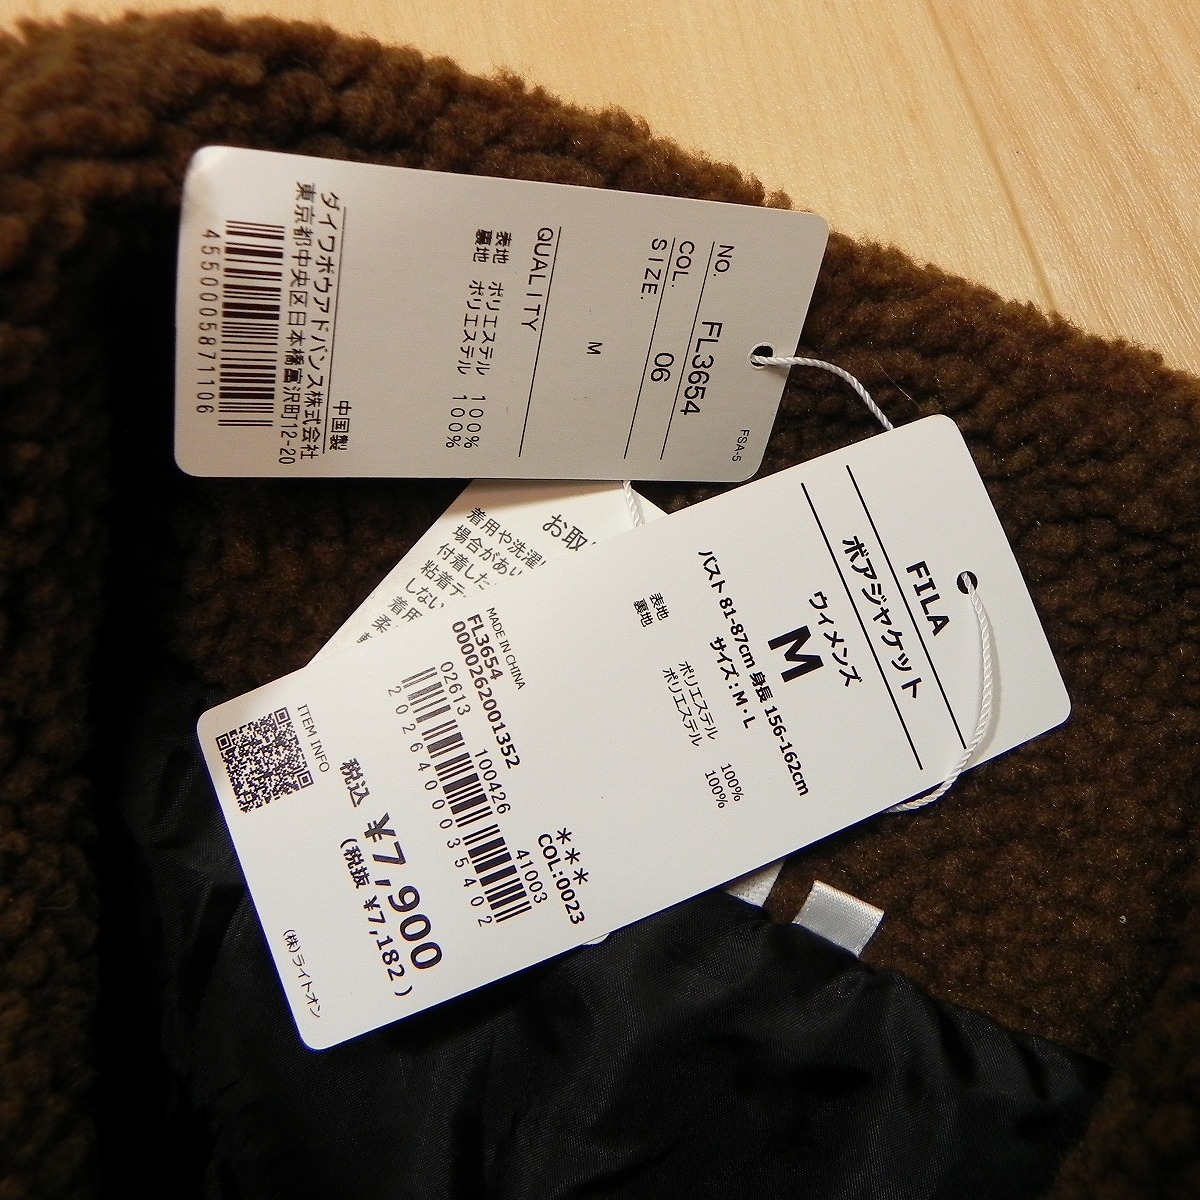 NO. FL3654
COL. 06
SIZE.
M
QUALITY
表地 ポリエステル 100%
裏地 ポリエステル 100%
中国製
ダイワボウアドバンス株式会社
東京都中央区日本橋富沢町12-20
4550005871106
FSA-5
お取
着用や洗濯
場合があい
付着した
粘着テ
しない
着用
柔
FILA
ボアジャケット
ウィメンズ
M
バスト 81-87cm 身長 156-162cm
サイズ:M・L
表地 ポリエステル 100%
裏地 ポリエステル 100%
***
COL:0023
MADE IN CHINA
FL3654
0000262001352
02613 100426 41003
2026400035402
税込 ¥7,900
(税抜 ¥7,182)
ITEM INFO
(株)ライトオン